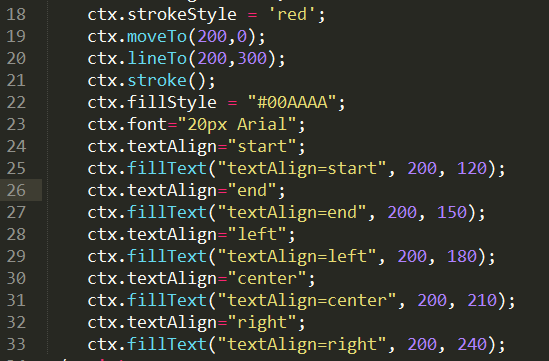 18 ctx.strokeStyle = 'red';
19 ctx.moveTo(200,0);
20 ctx.lineTo(200,300);
21 ctx.stroke();
22 ctx.fillStyle = "#00AAAA";
23 ctx.font="20px Arial";
24 ctx.textAlign="start";
25 ctx.fillText("textAlign=start", 200, 120);
26 ctx.textAlign="end";
27 ctx.fillText("textAlign=end", 200, 150);
28 ctx.textAlign="left";
29 ctx.fillText("textAlign=left", 200, 180);
30 ctx.textAlign="center";
31 ctx.fillText("textAlign=center", 200, 210);
32 ctx.textAlign="right";
33 ctx.fillText("textAlign=right", 200, 240);